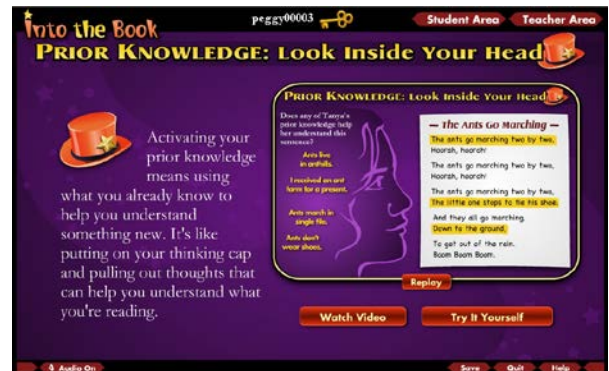 Into the Book
peggy00003
Student Area
Teacher Area
PRIOR KNOWLEDGE: Look Inside Your Head
Activating your
prior knowledge
means using
what you already know to
help you understand
something new. It's like
putting on your thinking cap
and pulling out thoughts that
can help you understand what
you're reading.
PRIOR KNOWLEDGE: Look Inside Your Head
Does any of Tanya's
prior knowledge help
her understand this
sentence?
Ants live
in anthills.
I received an ant
farm for a present.
Ants march in
single file.
Ants don't
wear shoes.
— The Ants Go Marching —
The ants go marching two by two,
Hoorah, hoorah!
The ants go marching two by two,
Hoorah, hoorah!
The ants go marching two by two,
The little one stops to tie his shoe.
And they all go marching,
Down to the ground,
To get out of the rain.
Boom Boom Boom.
Replay
Watch Video
Try It Yourself
Audio On
Save
Quit
Help